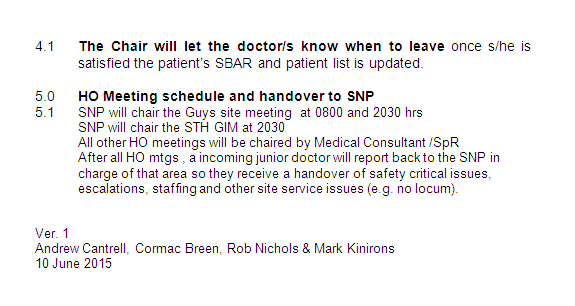 4.1 The Chair will let the doctor/s know when to leave once s/he is
satisfied the patient's SBAR and patient list is updated.
5.0 HO Meeting schedule and handover to SNP
5.1 SNP will chair the Guys site meeting at 0800 and 2030 hrs
SNP will chair the STH GIM at 2030
All other HO meetings will be chaired by Medical Consultant /SpR
After all HO mtgs , a incoming junior doctor will report back to the SNP in
charge of that area so they receive a handover of safety critical issues,
escalations, staffing and other site service issues (e.g. no locum).
Ver. 1
Andrew Cantrell, Cormac Breen, Rob Nichols & Mark Kinirons
10 June 2015